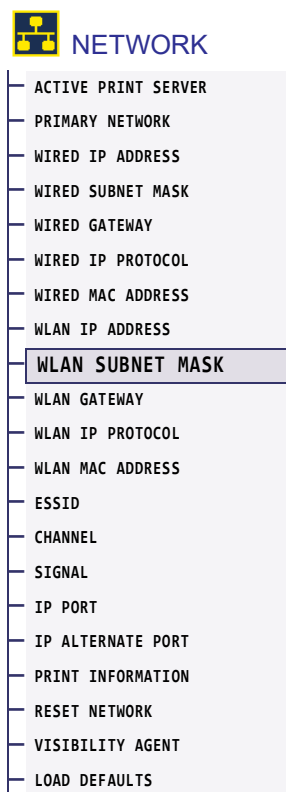 NETWORK
ACTIVE PRINT SERVER
PRIMARY NETWORK
WIRED IP ADDRESS
WIRED SUBNET MASK
WIRED GATEWAY
WIRED IP PROTOCOL
WIRED MAC ADDRESS
WLAN IP ADDRESS
WLAN SUBNET MASK
WLAN GATEWAY
WLAN IP PROTOCOL
WLAN MAC ADDRESS
ESSID
CHANNEL
SIGNAL
IP PORT
IP ALTERNATE PORT
PRINT INFORMATION
RESET NETWORK
VISIBILITY AGENT
LOAD DEFAULTS